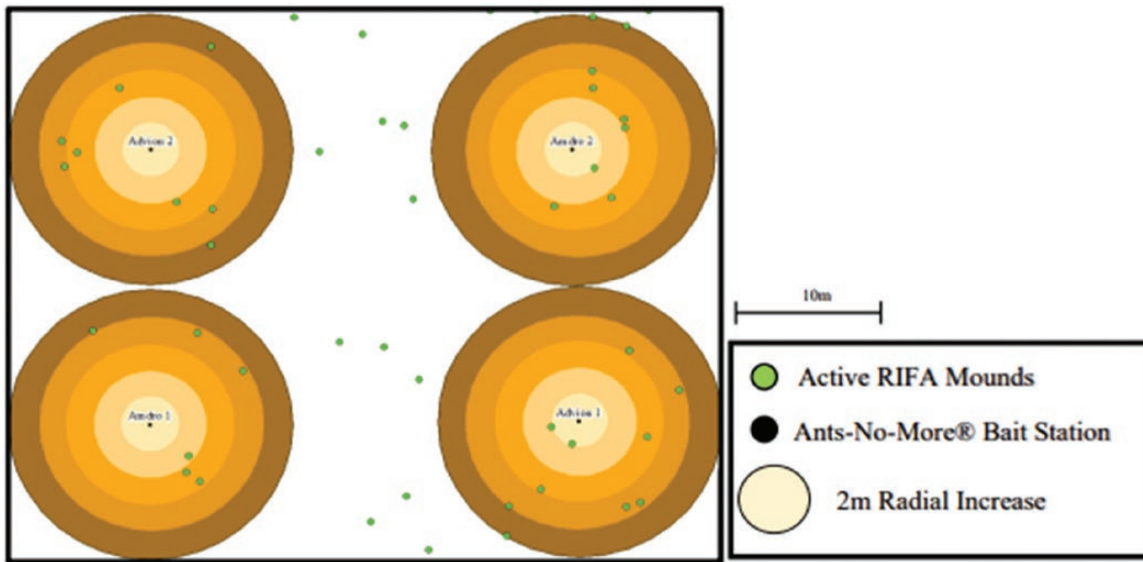 Advion 2
Amdro 2
10m
Active RIFA Mounds
Ants-No-More® Bait Station
2m Radial Increase
Amdro 1
Advion 1